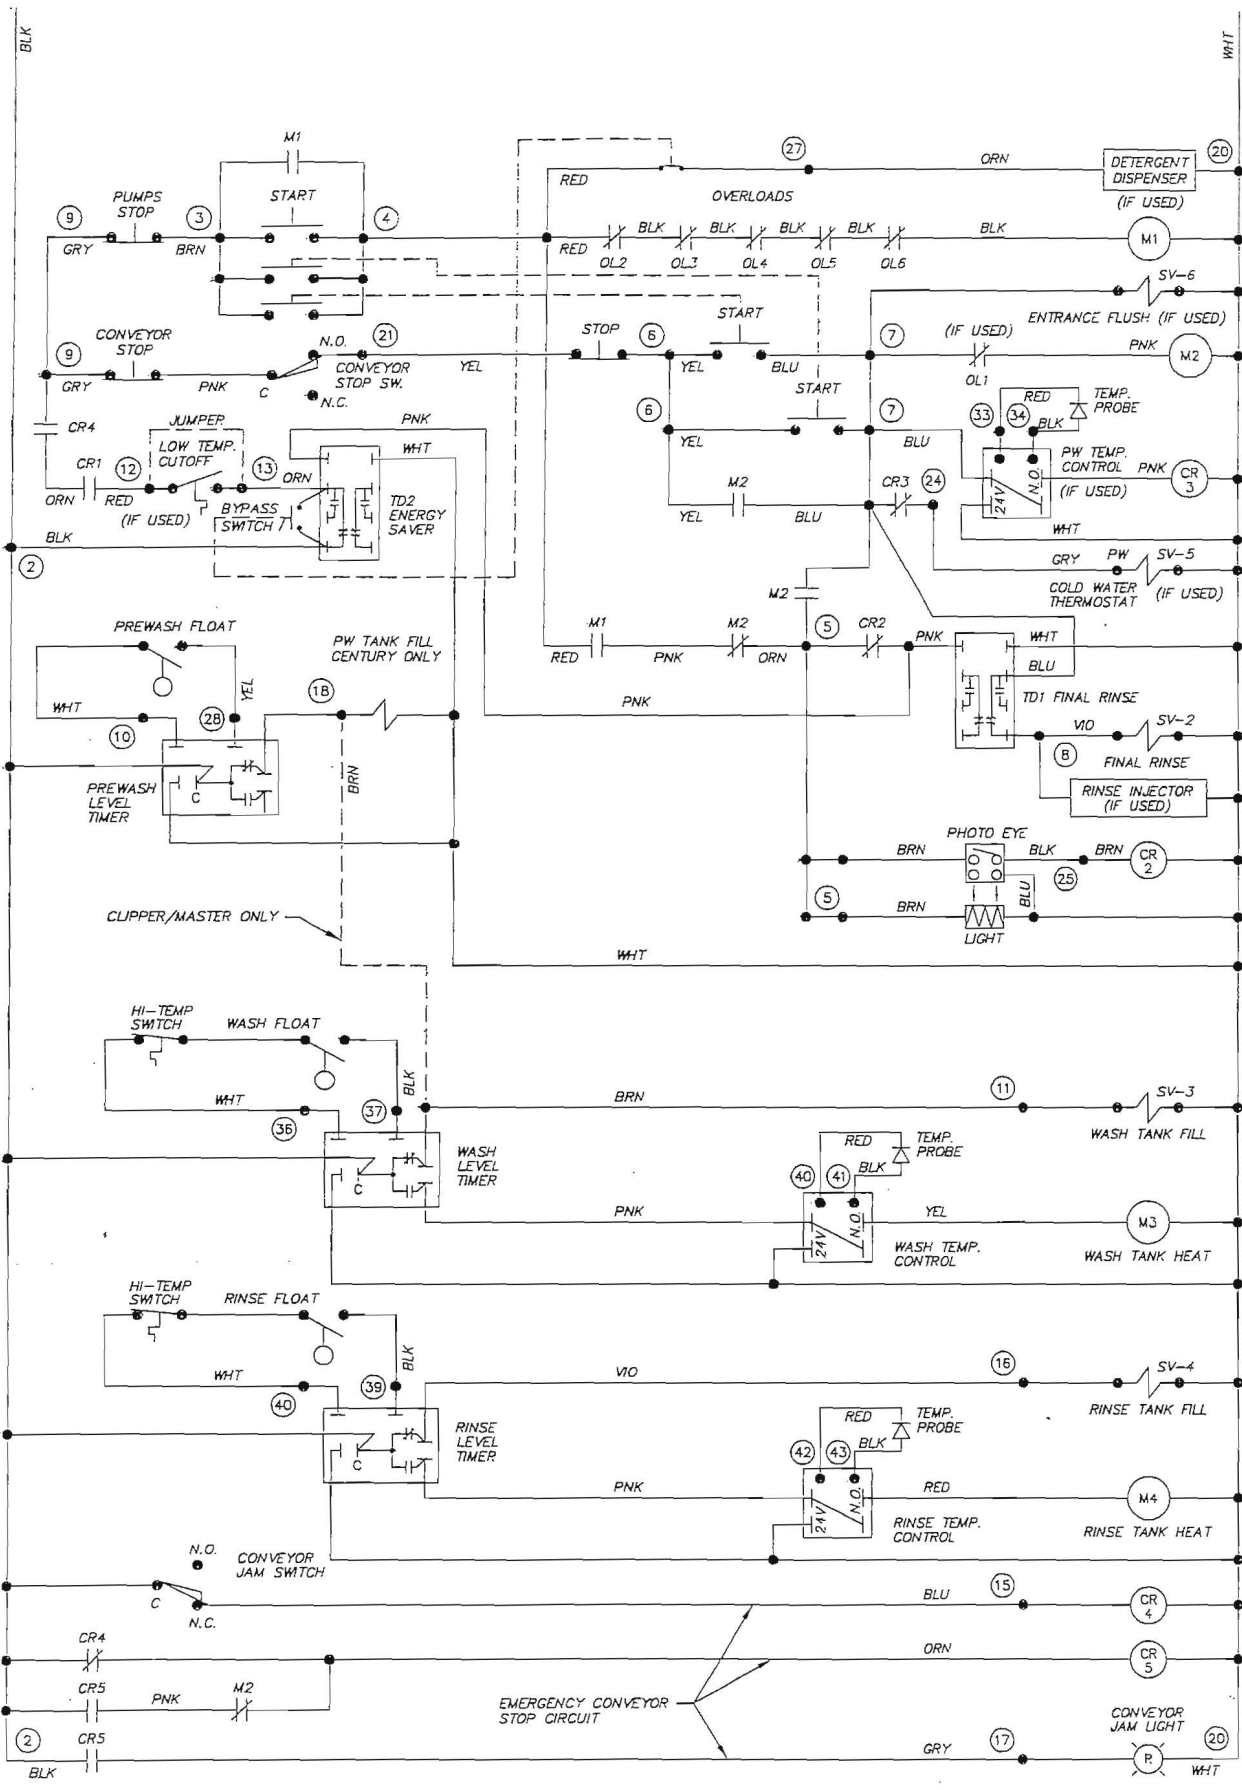 BLK
WHT
M1
27
ORN
DETERGENT
DISPENSER
(IF USED)
20
RED
OVERLOADS
PUMPS
STOP
START
9
3
4
GRY
BRN
RED
BLK
BLK
BLK
BLK
BLK
OL2
OL3
OL4
OL5
OL6
M1
SV-6
ENTRANCE FLUSH (IF USED)
CONVEYOR
STOP
N.O.
21
START
STOP
6
7
(IF USED)
PNK
M2
9
GRY
PNK
C
CONVEYOR
STOP SW.
YEL
YEL
BLU
OL1
N.C.
START
RED
TEMP.
PROBE
CR4
JUMPER
PNK
6
7
33
34
BLK
LOW TEMP.
CUTOFF
WHT
YEL
BLU
PW TEMP.
CONTROL
(IF USED)
PNK
CR
3
CR1
12
13
ORN
M2
CR3
24
24V
N.O.
ORN
RED
(IF USED)
BYPASS
SWITCH
TD2
ENERGY
SAVER
YEL
BLU
WHT
BLK
2
GRY
PW
SV-5
COLD WATER
THERMOSTAT
(IF USED)
M2
PREWASH FLOAT
PW TANK FILL
CENTURY ONLY
M1
M2
5
CR2
PNK
WHT
RED
PNK
ORN
BLU
YEL
WHT
18
PNK
TD1 FINAL RINSE
10
28
VIO
SV-2
8
FINAL RINSE
BRN
PREWASH
LEVEL
TIMER
C
RINSE INJECTOR
(IF USED)
PHOTO EYE
BRN
BLK
BRN
CR
2
25
BLU
5
CLIPPER/MASTER ONLY
BRN
LIGHT
WHT
HI-TEMP
SWITCH
WASH FLOAT
BLK
WHT
BRN
11
SV-3
36
37
WASH TANK FILL
WASH
LEVEL
TIMER
C
RED
TEMP.
PROBE
40
41
BLK
PNK
24V
N.O.
YEL
M3
WASH TEMP.
CONTROL
WASH TANK HEAT
HI-TEMP
SWITCH
RINSE FLOAT
BLK
WHT
VIO
16
SV-4
40
39
RINSE TANK FILL
RINSE
LEVEL
TIMER
C
RED
TEMP.
PROBE
42
43
BLK
PNK
24V
N.O.
RED
M4
RINSE TEMP.
CONTROL
RINSE TANK HEAT
N.O.
CONVEYOR
JAM SWITCH
C
N.C.
BLU
15
CR
4
CR4
ORN
CR
5
CR5
PNK
M2
EMERGENCY CONVEYOR
STOP CIRCUIT
CONVEYOR
JAM LIGHT
2
CR5
GRY
17
R
20
BLK
WHT